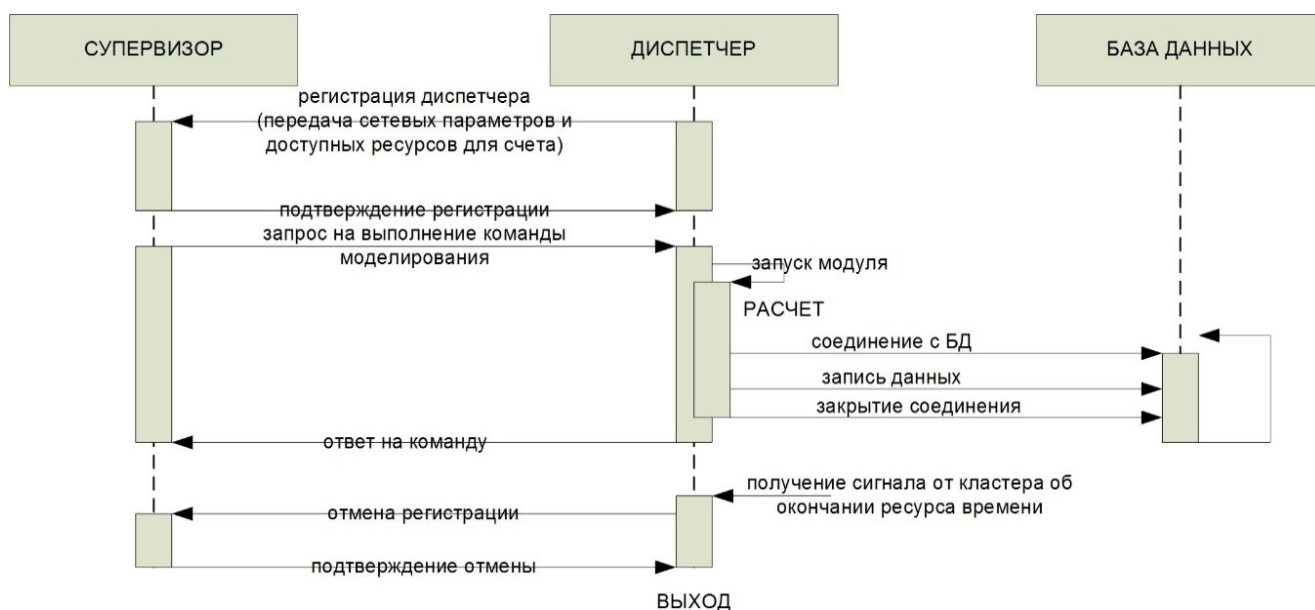 СУПЕРВИЗОР
ДИСПЕТЧЕР
БАЗА ДАННЫХ
регистрация диспетчера
(передача сетевых параметров и
доступных ресурсов для счета)
подтверждение регистрации
запрос на выполнение команды
моделирования
запуск модуля
РАСЧЕТ
соединение с БД
запись данных
закрытие соединения
ответ на команду
получение сигнала от кластера об
окончании ресурса времени
отмена регистрации
подтверждение отмены
ВЫХОД